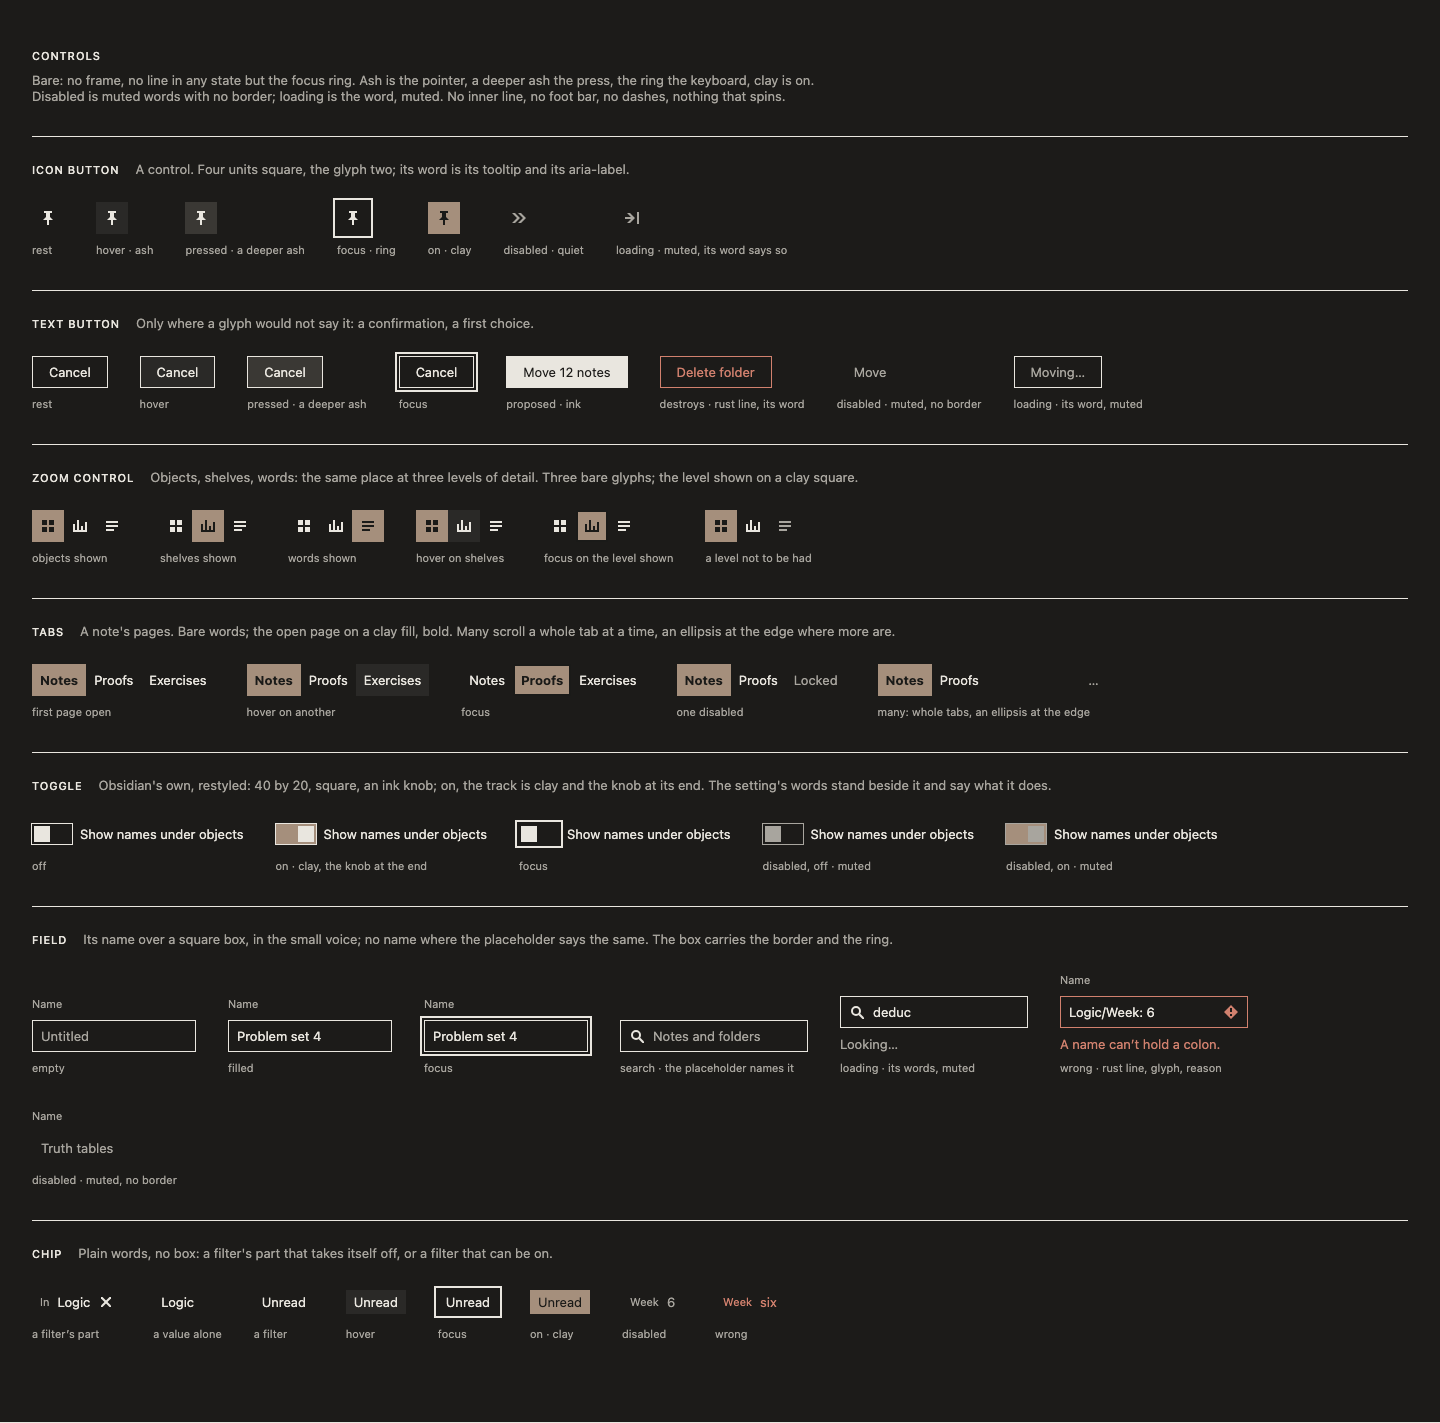 CONTROLS
Bare: no frame, no line in any state but the focus ring. Ash is the pointer, a deeper ash the press, the ring the keyboard, clay is on.
Disabled is muted words with no border; loading is the word, muted. No inner line, no foot bar, no dashes, nothing that spins.
ICON BUTTON A control. Four units square, the glyph two; its word is its tooltip and its aria-label.
rest hover · ash pressed · a deeper ash focus · ring on · clay disabled · quiet loading · muted, its word says so
TEXT BUTTON Only where a glyph would not say it: a confirmation, a first choice.
Cancel Cancel Cancel Cancel Move 12 notes Delete folder Move Moving...
rest hover pressed · a deeper ash focus proposed · ink destroys · rust line, its word disabled · muted, no border loading · its word, muted
ZOOM CONTROL Objects, shelves, words: the same place at three levels of detail. Three bare glyphs; the level shown on a clay square.
objects shown shelves shown words shown hover on shelves focus on the level shown a level not to be had
TABS A note's pages. Bare words; the open page on a clay fill, bold. Many scroll a whole tab at a time, an ellipsis at the edge where more are.
Notes Proofs Exercises Notes Proofs Exercises Notes Proofs Exercises Notes Proofs Locked Notes Proofs ...
first page open hover on another focus one disabled many: whole tabs, an ellipsis at the edge
TOGGLE Obsidian's own, restyled: 40 by 20, square, an ink knob; on, the track is clay and the knob at its end. The setting's words stand beside it and say what it does.
Show names under objects Show names under objects Show names under objects Show names under objects Show names under objects
off on · clay, the knob at the end focus disabled, off · muted disabled, on · muted
FIELD Its name over a square box, in the small voice; no name where the placeholder says the same. The box carries the border and the ring.
Name
Name Name Name
deduc Logic/Week: 6
Untitled Problem set 4 Problem set 4 Notes and folders
Looking... A name can't hold a colon.
empty filled focus search · the placeholder names it loading · its words, muted wrong · rust line, glyph, reason
Name
Truth tables
disabled · muted, no border
CHIP Plain words, no box: a filter's part that takes itself off, or a filter that can be on.
In Logic Logic Unread Unread Unread Unread Week 6 Week six
a filter's part a value alone a filter hover focus on · clay disabled wrong